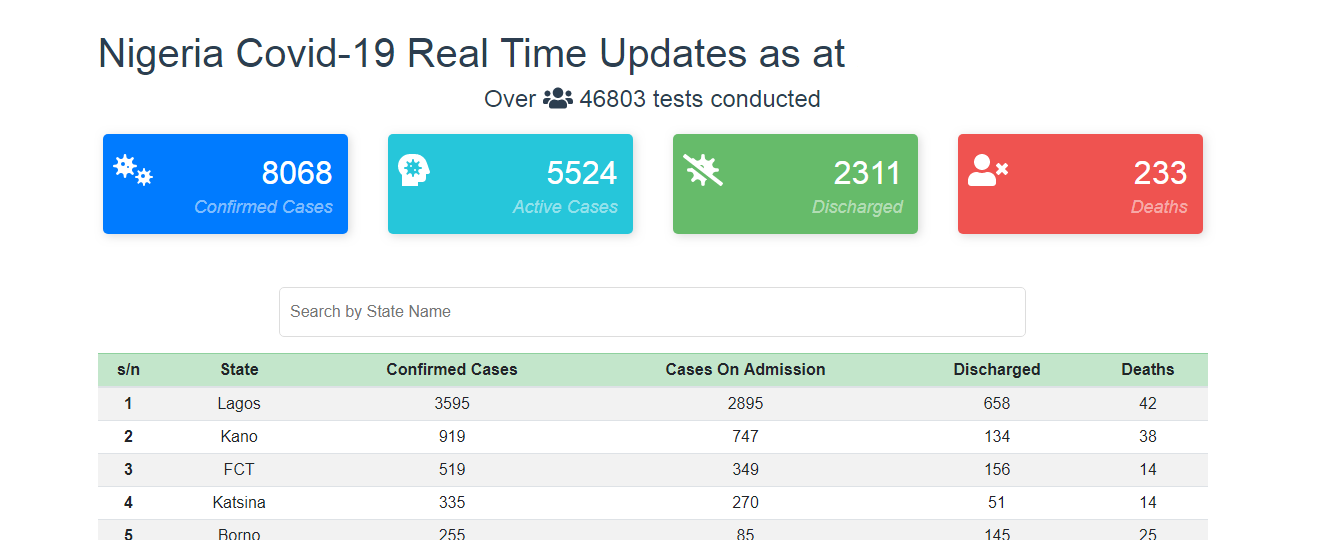 Nigeria Covid-19 Real Time Updates as at
Over 46803 tests conducted
8068 5524 2311 233
Confirmed Cases Active Cases Discharged Deaths
Search by State Name
s/n State Confirmed Cases Cases On Admission Discharged Deaths
1 Lagos 3595 2895 658 42
2 Kano 919 747 134 38
3 FCT 519 349 156 14
4 Katsina 335 270 51 14
5 Borno 255 85 145 25